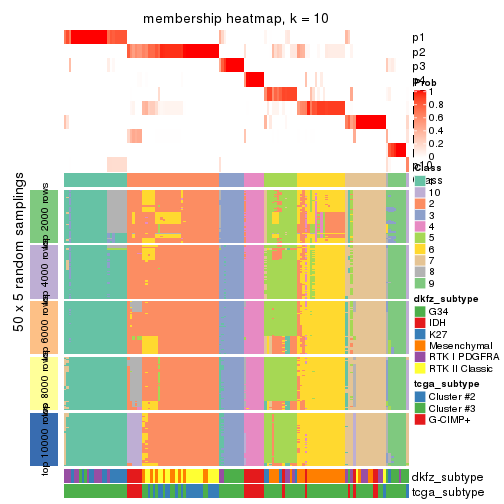 membership heatmap, k = 10
p1
p2
p3
p4
p10
Prob
1
0.8
0.6
0.4
0.2
0
Class
1
10
2
3
4
5
6
7
8
9
dkfz_subtype
G34
IDH
K27
Mesenchymal
RTK I PDGFRA
RTK II Classic
tcga_subtype
Cluster #2
Cluster #3
G-CIMP+
50 x 5 random samplings
top 2000 rows
top 4000 rows
top 6000 rows
top 8000 rows
top 10000 rows
dkfz_subtype
tcga_subtype